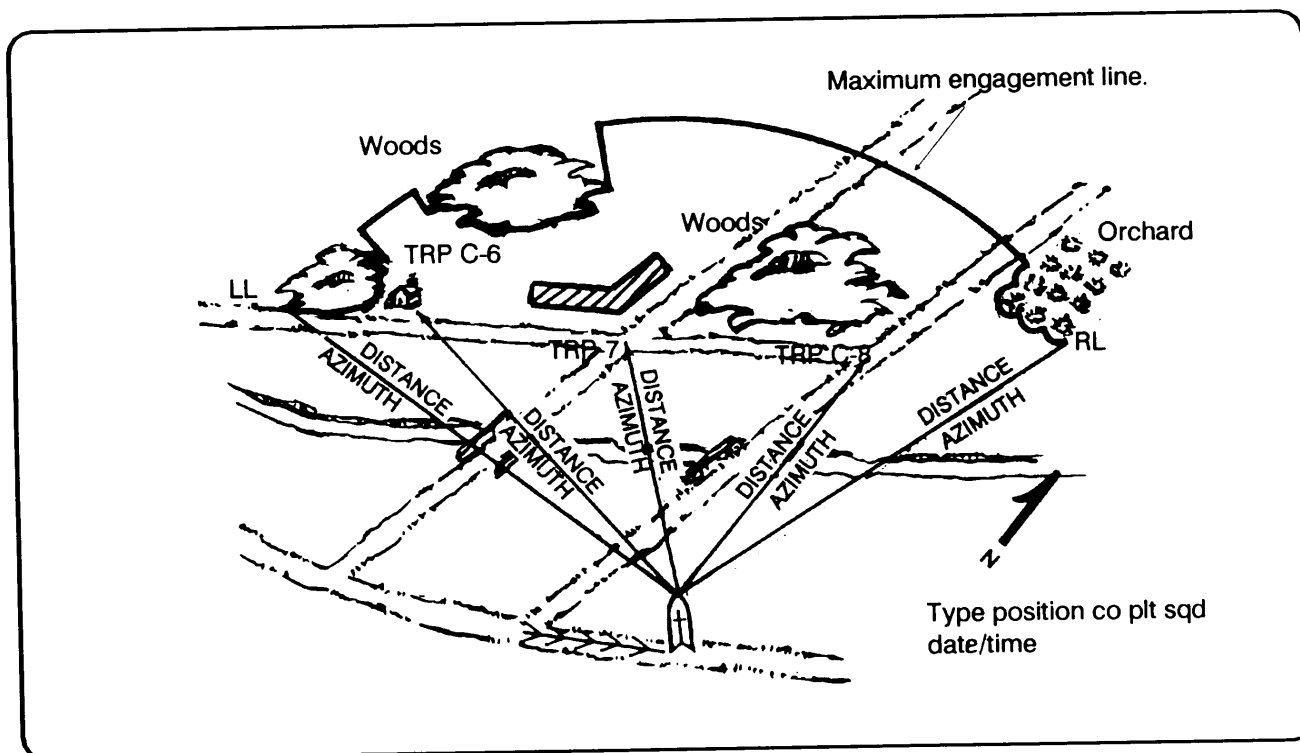 Maximum engagement line.
Woods
Woods
Orchard
TRP C-6
LL
TRP 7
TRP C-8
RL
DISTANCE
AZIMUTH
DISTANCE
AZIMUTH
DISTANCE
AZIMUTH
DISTANCE
AZIMUTH
DISTANCE
AZIMUTH
N
Type position co plt sqd
date/time